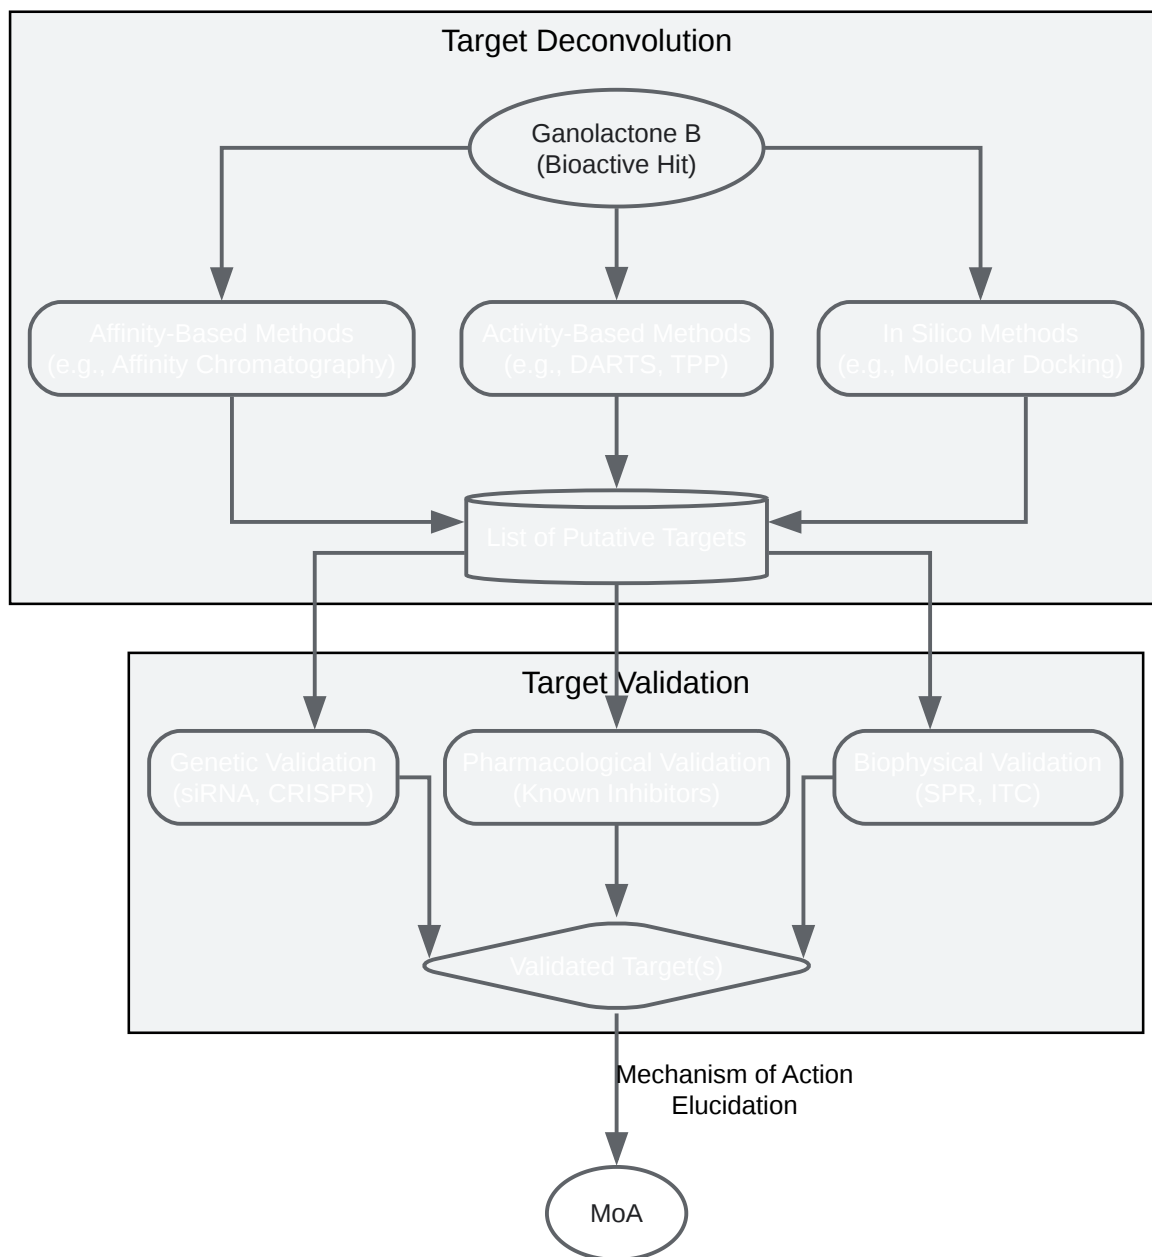 Target Deconvolution
Ganolactone B
(Bioactive Hit)
Affinity-Based Methods
(e.g., Affinity Chromatography)
Activity-Based Methods
(e.g., DARTS, TPP)
In Silico Methods
(e.g., Molecular Docking)
List of Putative Targets
Target Validation
Genetic Validation
(siRNA, CRISPR)
Pharmacological Validation
(Known Inhibitors)
Biophysical Validation
(SPR, ITC)
Validated Target(s)
Mechanism of Action
Elucidation
MoA